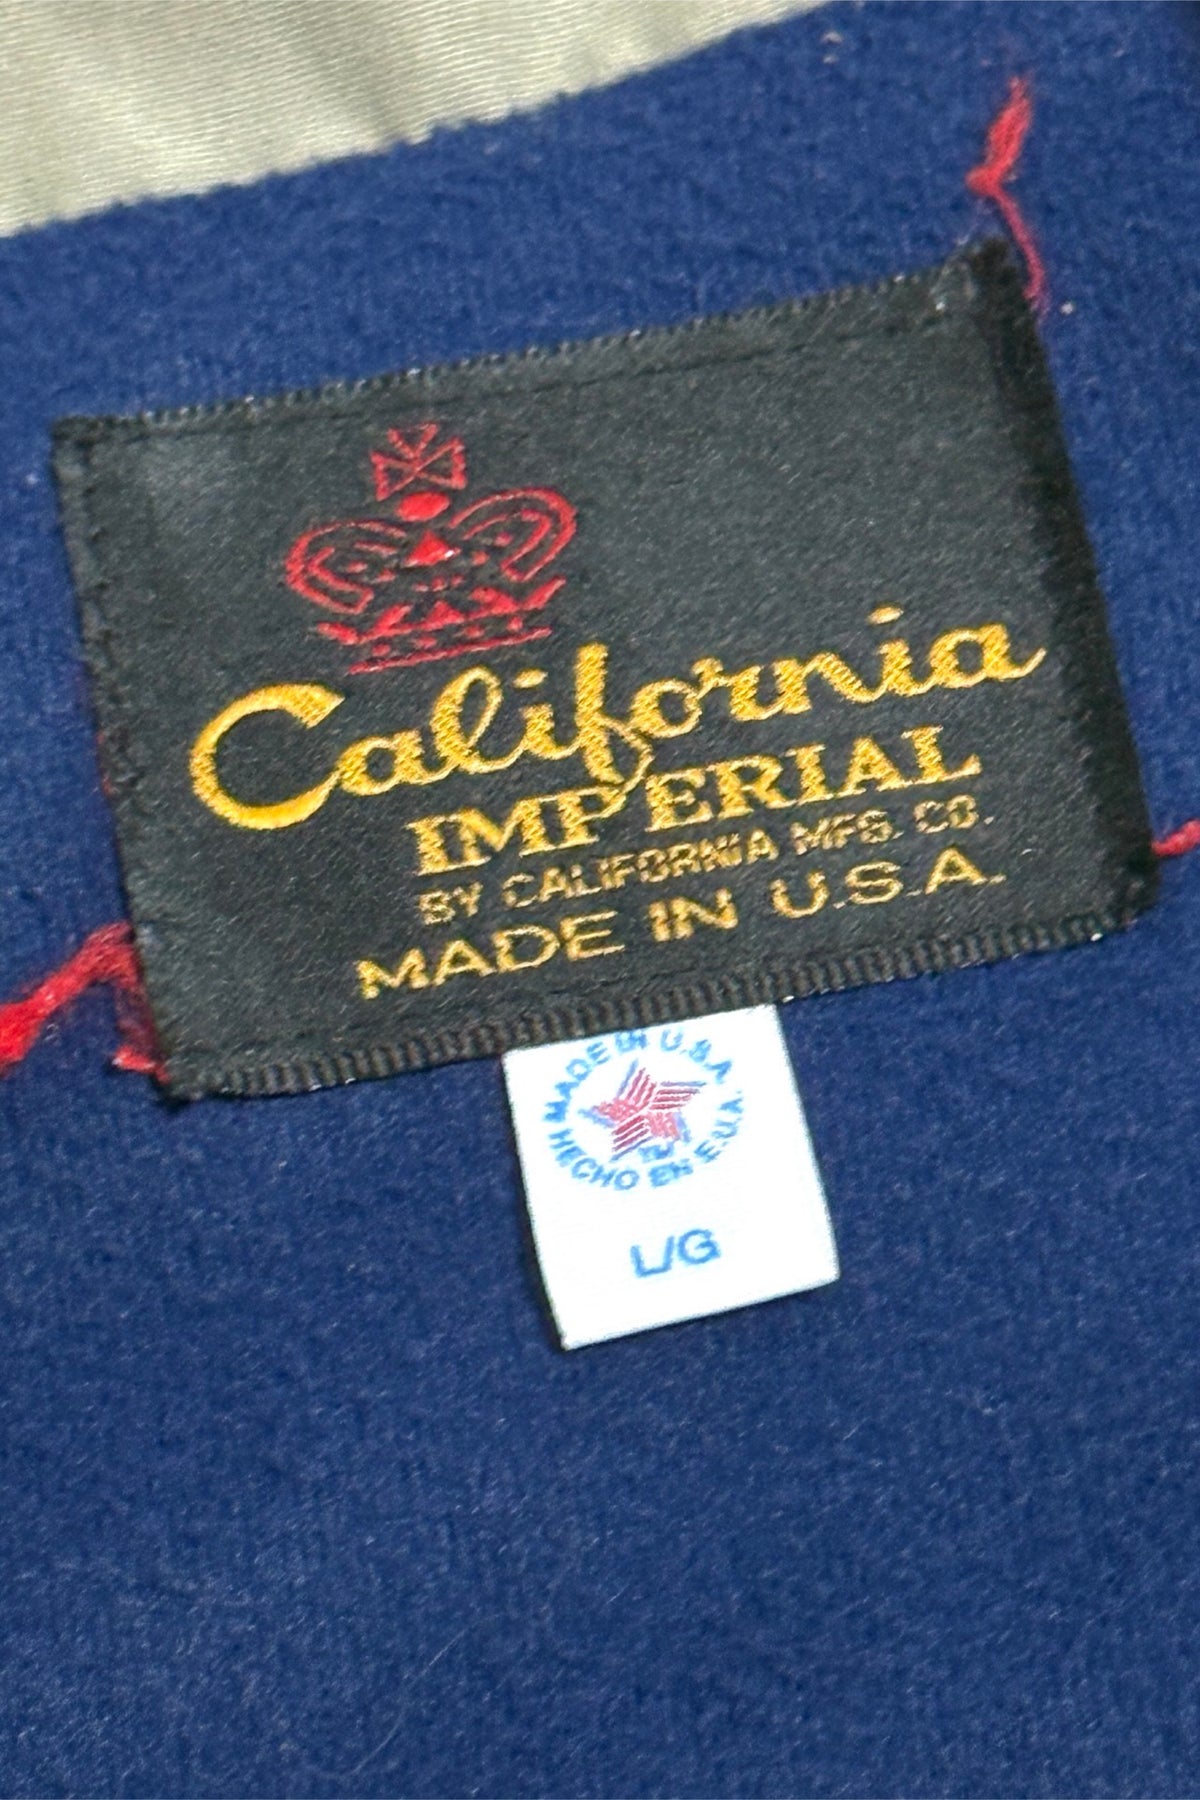 California
IMPERIAL
BY CALIFORNIA MFG. CO.
MADE IN U.S.A.
MADE IN U.S.A.
HECHO EN E.U.A.
L/G